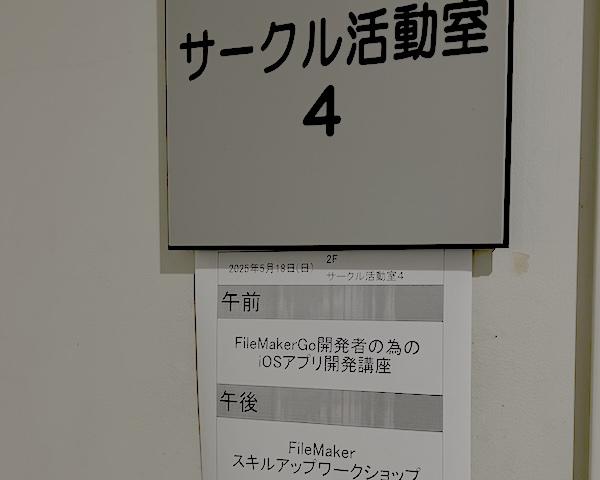 サークル活動室
4
2025年5月18日(日)
2F
サークル活動室4
午前
FileMakerGo開発者の為の
iOSアプリ開発講座
午後
FileMaker
スキルアップワークショップ